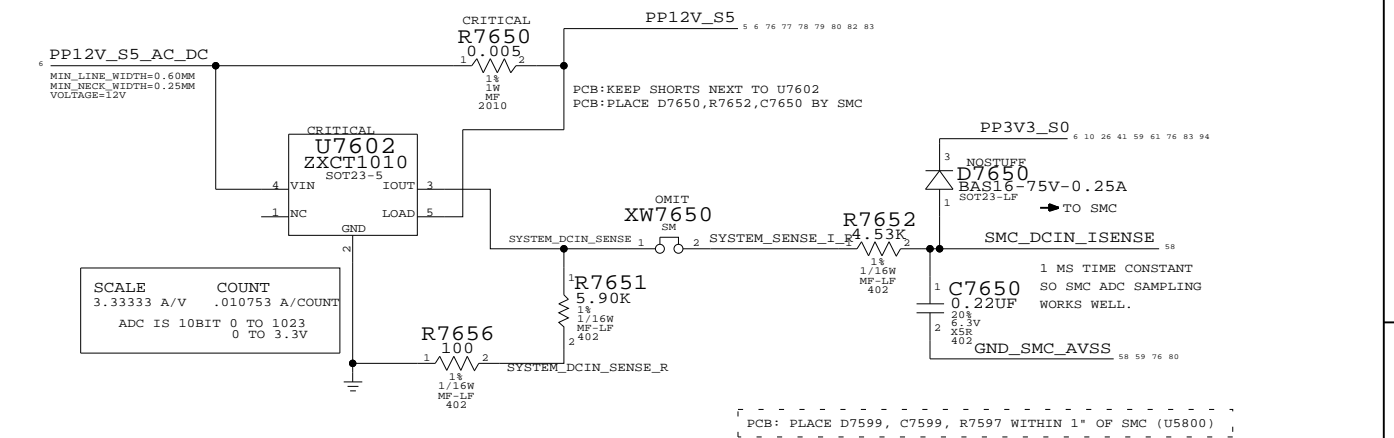 PP12V_S5_AC_DC
6
MIN_LINE_WIDTH=0.60MM
MIN_NECK_WIDTH=0.25MM
VOLTAGE=12V
CRITICAL
R7650
0.005
1 2
1%
1W
MF
2010
PP12V_S5
5 6 76 77 78 79 80 82 83
PCB:KEEP SHORTS NEXT TO U7602
PCB:PLACE D7650,R7652,C7650 BY SMC
CRITICAL
U7602
ZXCT1010
SOT23-5
4 VIN IOUT 3
1 NC LOAD 5
GND
2
PP3V3_S0
6 10 26 41 59 61 76 83 94
3
NOSTUFF
D7650
BAS16-75V-0.25A
SOT23-LF
1
TO SMC
OMIT
XW7650
SM
SYSTEM_DCIN_SENSE 1 2 SYSTEM_SENSE_I_R
R7652
4.53K
1 2
1%
1/16W
MF-LF
402
SMC_DCIN_ISENSE
58
1 MS TIME CONSTANT
SO SMC ADC SAMPLING
WORKS WELL.
1
C7650
0.22UF
20%
6.3V
X5R
402
2
GND_SMC_AVSS
58 59 76 80
1
R7651
5.90K
1%
1/16W
MF-LF
402
2
SYSTEM_DCIN_SENSE_R
R7656
100
1 2
1%
1/16W
MF-LF
402
SCALE COUNT
3.33333 A/V .010753 A/COUNT
ADC IS 10BIT 0 TO 1023
0 TO 3.3V
PCB: PLACE D7599, C7599, R7597 WITHIN 1" OF SMC (U5800)